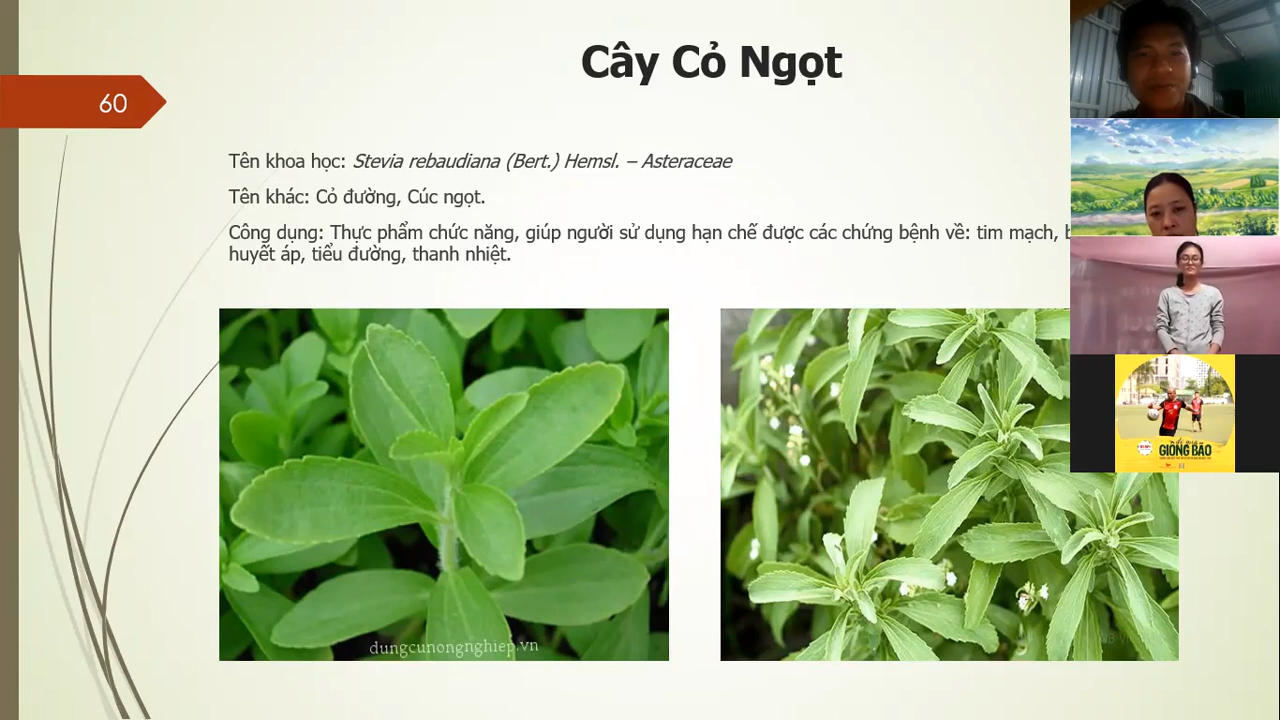 Cây Cỏ Ngọt
60
Tên khoa học: Stevia rebaudiana (Bert.) Hemsl. – Asteraceae
Tên khác: Cỏ đường, Cúc ngọt.
Công dụng: Thực phẩm chức năng, giúp người sử dụng hạn chế được các chứng bệnh về: tim mạch,
huyết áp, tiểu đường, thanh nhiệt.
GIÔNG BÃO
dungcunongnghiep.vn